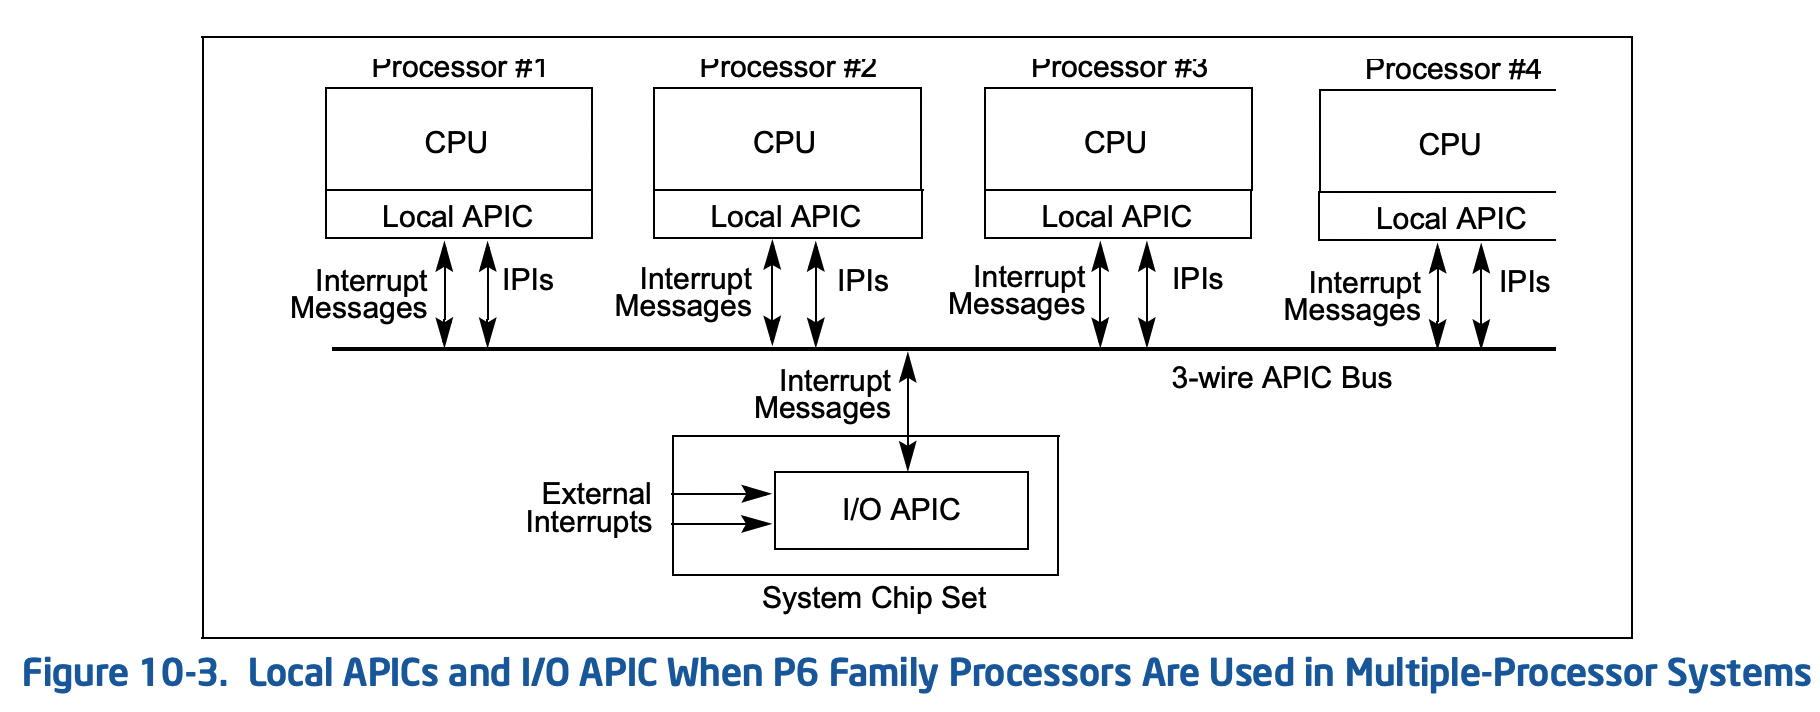 Processor #1
Processor #2
Processor #3
Processor #4
CPU
CPU
CPU
CPU
Local APIC
Local APIC
Local APIC
Local APIC
Interrupt
Messages
IPIs
Interrupt
Messages
IPIs
Interrupt
Messages
IPIs
Interrupt
Messages
IPIs
Interrupt
Messages
3-wire APIC Bus
External
Interrupts
I/O APIC
System Chip Set
Figure 10-3. Local APICs and I/O APIC When P6 Family Processors Are Used in Multiple-Processor Systems